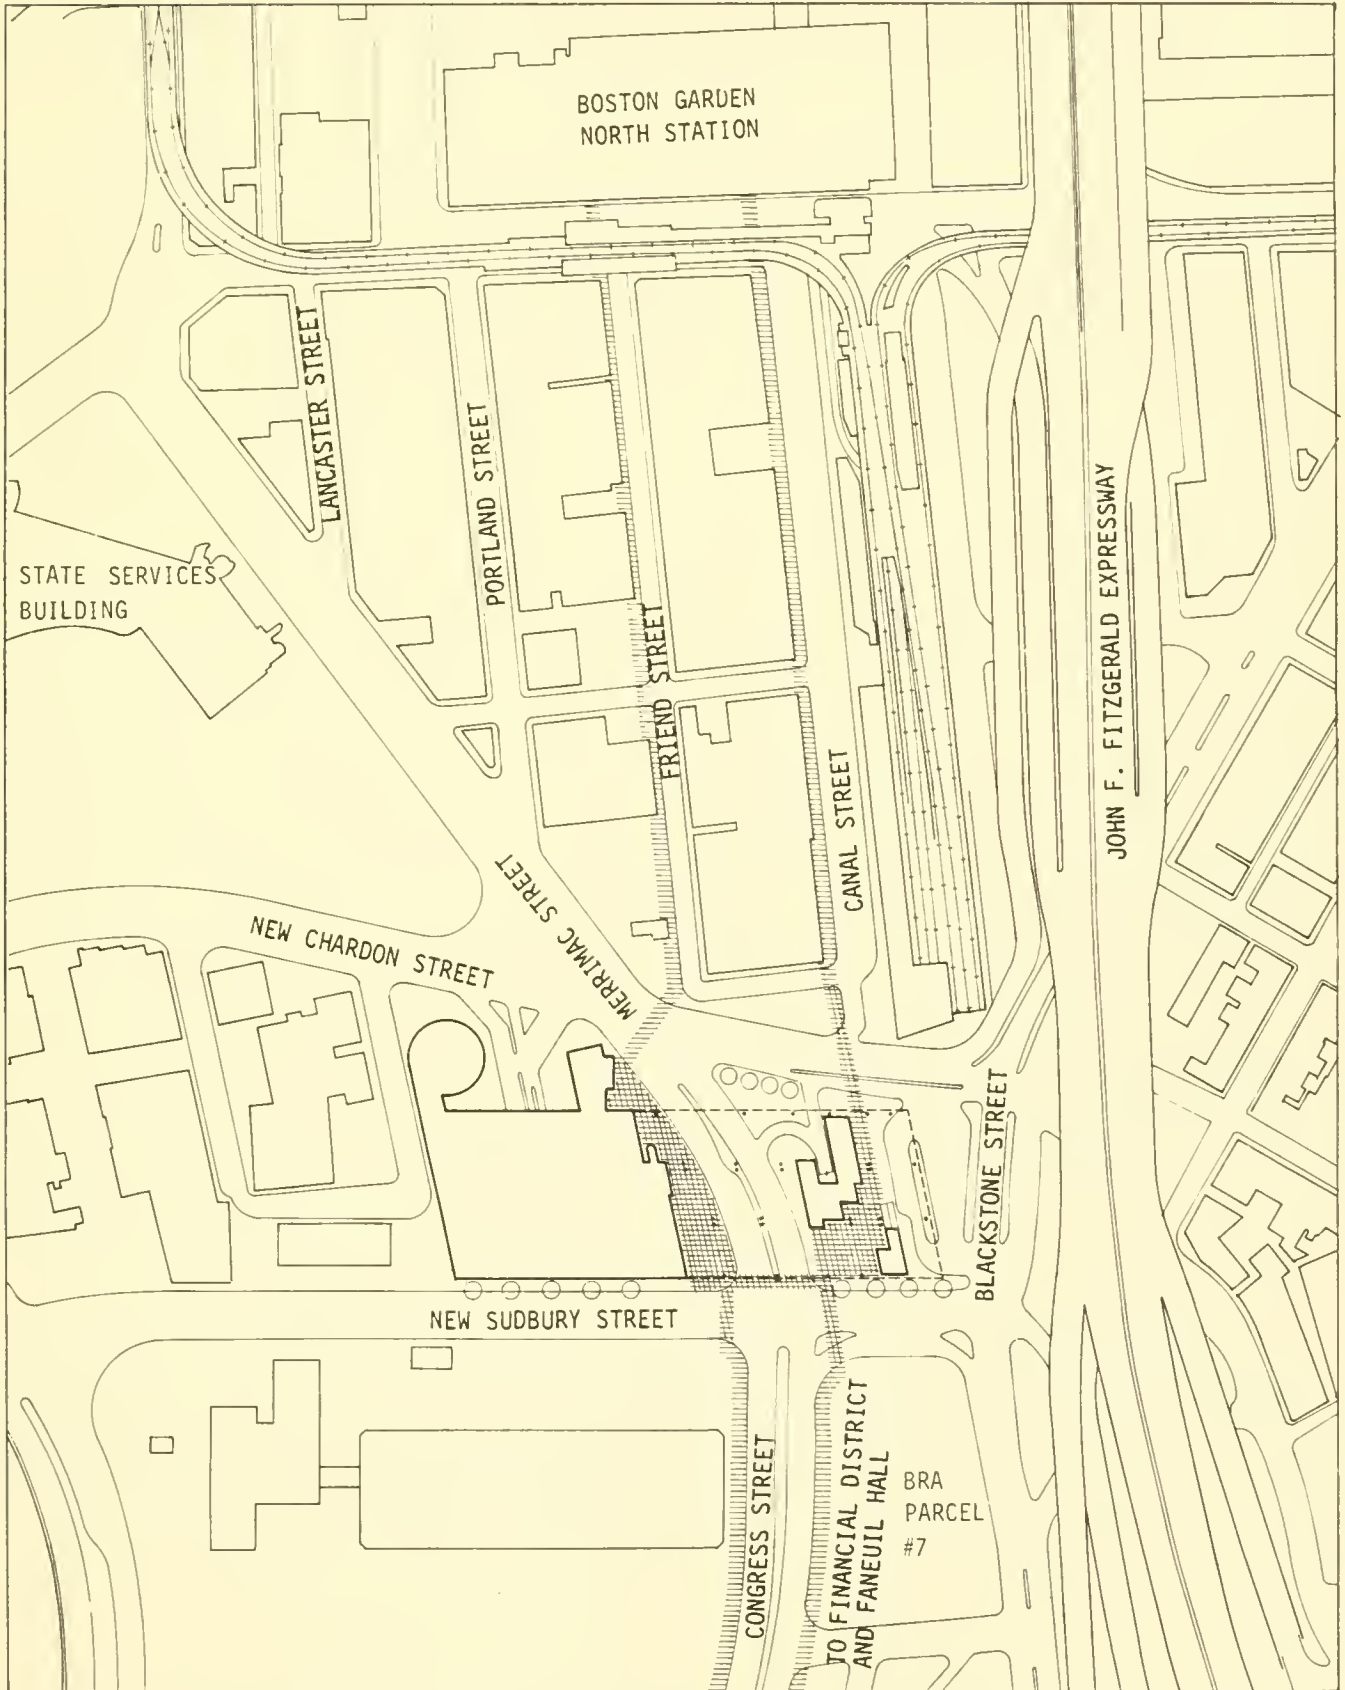 BOSTON GARDEN
NORTH STATION
LANCASTER STREET
PORTLAND STREET
STATE SERVICES
BUILDING
FRIEND STREET
JOHN F. FITZGERALD EXPRESSWAY
CANAL STREET
MERRIMAC STREET
NEW CHARDON STREET
BLACKSTONE STREET
NEW SUDBURY STREET
CONGRESS STREET
TO FINANCIAL DISTRICT
AND FANEUIL HALL
BRA
PARCEL
#7